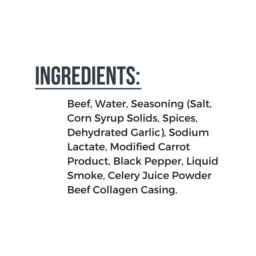 INGREDIENTS:
Beef, Water, Seasoning (Salt,
Corn Syrup Solids, Spices,
Dehydrated Garlic), Sodium
Lactate, Modified Carrot
Product, Black Pepper, Liquid
Smoke, Celery Juice Powder
Beef Collagen Casing.